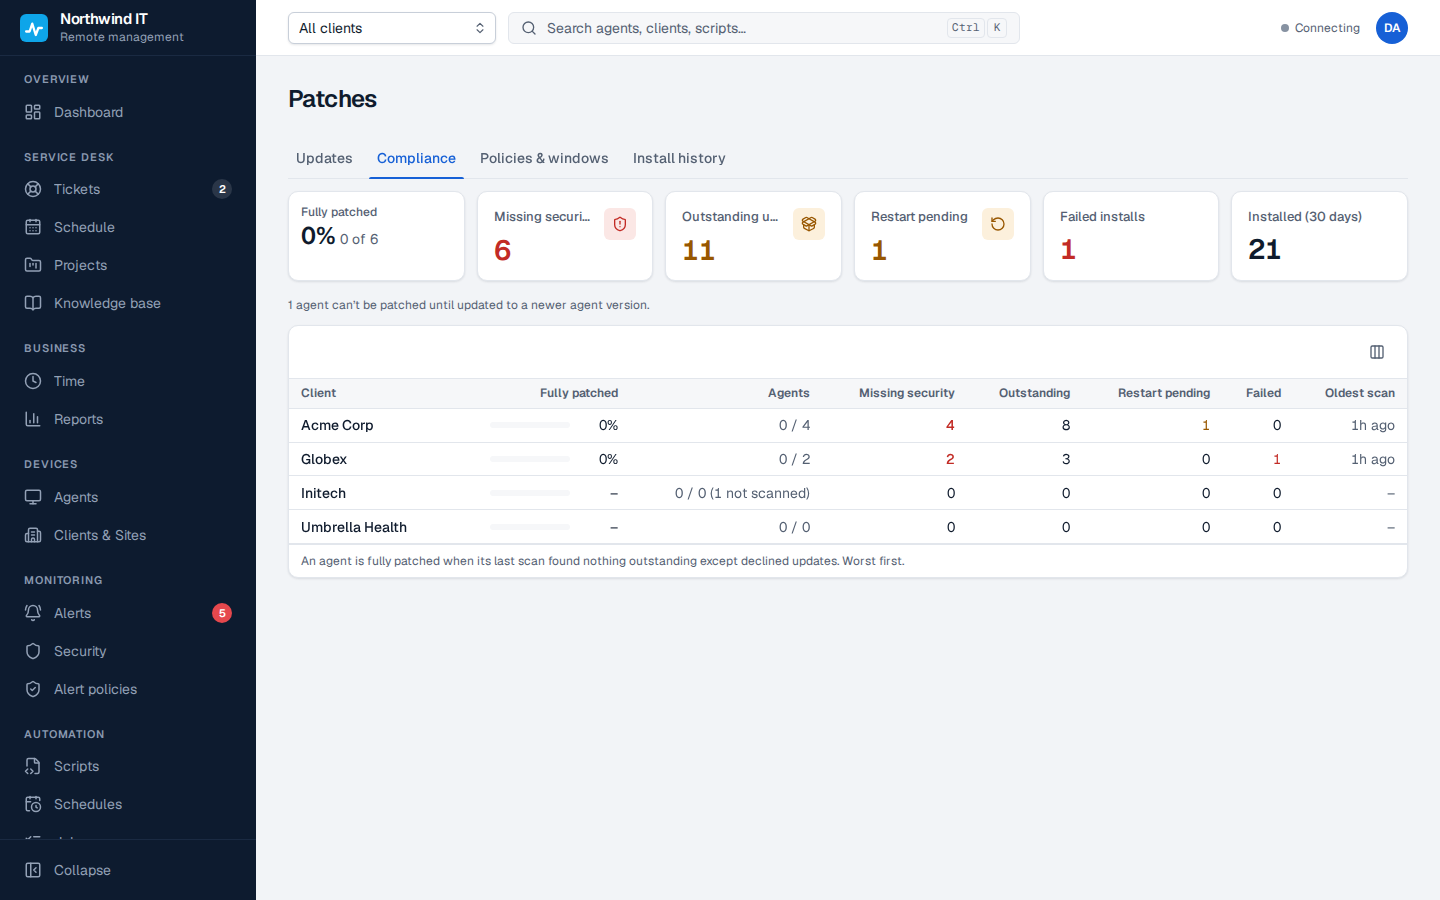 Northwind IT
Remote management
All clients
Search agents, clients, scripts...
Ctrl K
Connecting
DA
OVERVIEW
Dashboard
SERVICE DESK
Tickets 2
Schedule
Projects
Knowledge base
BUSINESS
Time
Reports
DEVICES
Agents
Clients & Sites
MONITORING
Alerts 5
Security
Alert policies
AUTOMATION
Scripts
Schedules
Collapse
Patches
Updates Compliance Policies & windows Install history
Fully patched
0% 0 of 6
Missing securi...
6
Outstanding u...
11
Restart pending
1
Failed installs
1
Installed (30 days)
21
1 agent can't be patched until updated to a newer agent version.
Client Fully patched Agents Missing security Outstanding Restart pending Failed Oldest scan
Acme Corp 0% 0 / 4 4 8 1 0 1h ago
Globex 0% 0 / 2 2 3 0 1 1h ago
Initech – 0 / 0 (1 not scanned) 0 0 0 0 –
Umbrella Health – 0 / 0 0 0 0 0 –
An agent is fully patched when its last scan found nothing outstanding except declined updates. Worst first.